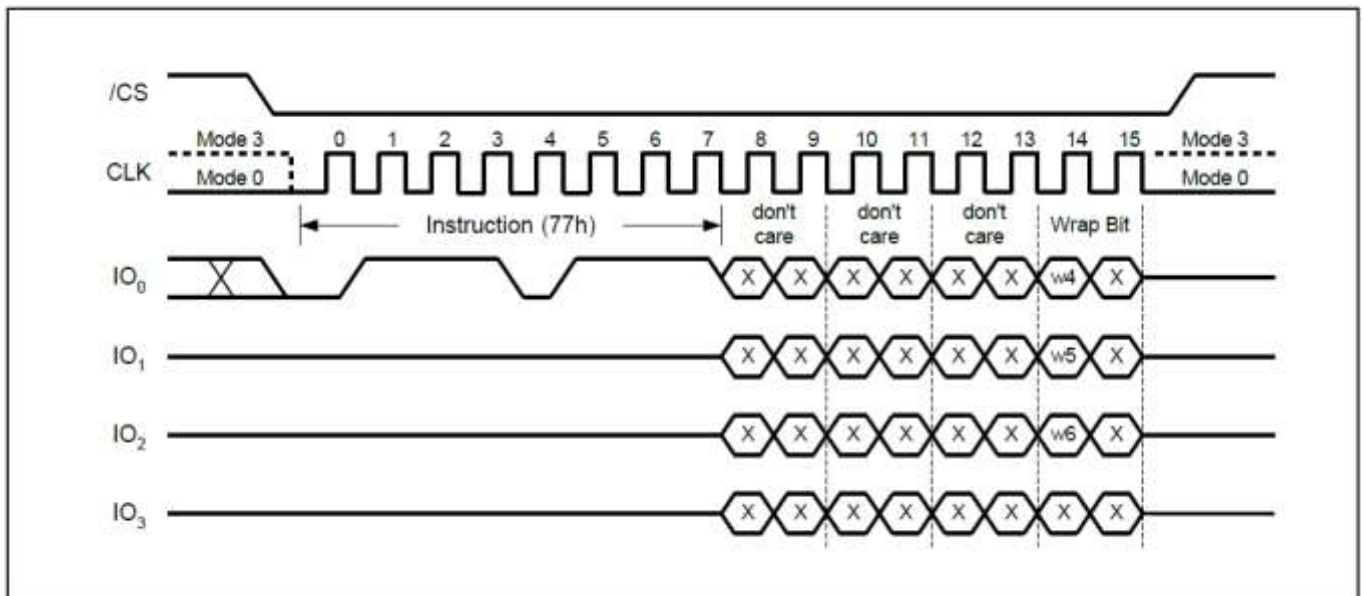 /CS
Mode 3 0 1 2 3 4 5 6 7 8 9 10 11 12 13 14 15 Mode 3
CLK
Mode 0 Mode 0
Instruction (77h) don't care don't care don't care Wrap Bit
IO0 X X X X X X X w4 X
IO1 X X X X X X w5 X
IO2 X X X X X X w6 X
IO3 X X X X X X X X